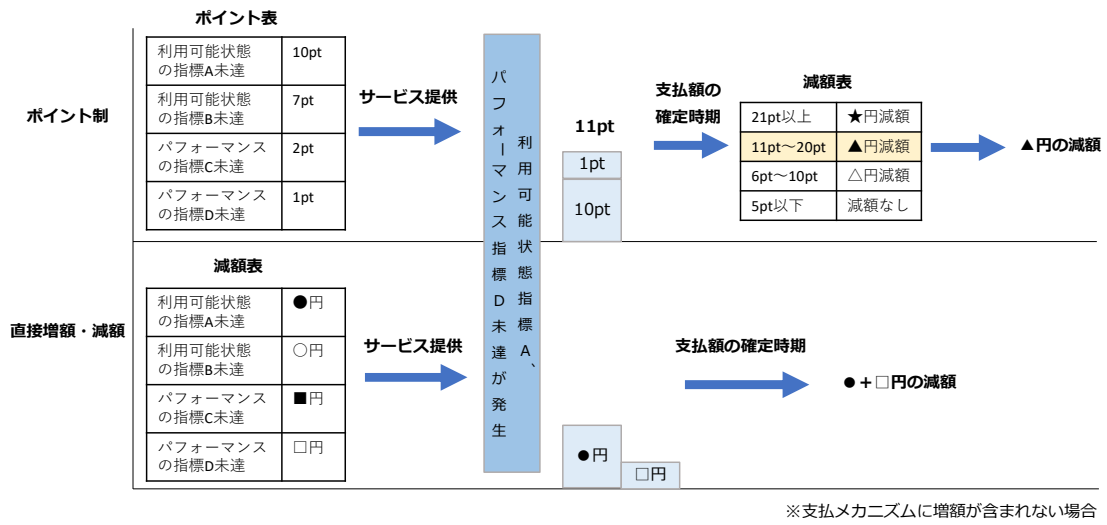 ポイント表
ポイント制
利用可能状態
の指標A未達
10pt
利用可能状態
の指標B未達
7pt
パフォーマンス
の指標C未達
2pt
パフォーマンス
の指標D未達
1pt
サービス提供
利用可能状態指標A、
パフォーマンス指標D未達が発生
11pt
1pt
10pt
支払額の
確定時期
減額表
21pt以上
★円減額
11pt～20pt
▲円減額
6pt～10pt
△円減額
5pt以下
減額なし
▲円の減額
直接増額・減額
減額表
利用可能状態
の指標A未達
●円
利用可能状態
の指標B未達
○円
パフォーマンス
の指標C未達
■円
パフォーマンス
の指標D未達
□円
サービス提供
●円
□円
支払額の確定時期
●+□円の減額
※支払メカニズムに増額が含まれない場合